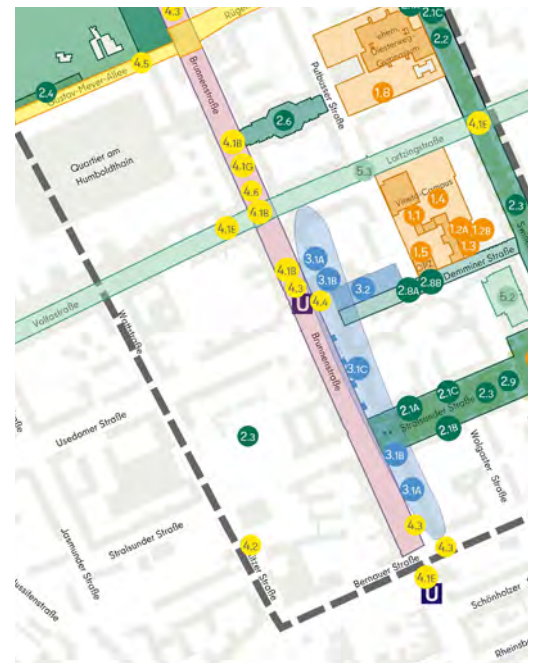 4.3
2.1C
Rüge
ehem.
Diesterweg-
Gymnasium
2.2
4.5
Brunnenstraße
Gustav-Meyer-Allee
2.4
1.8
Putbusser Straße
2.6
4.1E
4.1B
Lortzingstraße
Quartier am
Humboldthain
4.1G
5.3
4.6
1.4
2.3
4.1B
1.1
4.1E
1.2A
1.2B
1.3
1.5
3.1A
Demminer Straße
4.1B
3.1B
2.8B
4.3
3.2
2.8A
4.4
U
5.2
Voltastraße
Wattstraße
Brunnenstraße
3.1C
2.9
2.1C
2.3
2.1A
Stralsunder Straße
Usedomer Straße
2.1B
2.3
Wolgaster Straße
3.1B
3.1A
Stralsunder Straße
4.3
Jasmunder Straße
4.2
4.3
Bernauer Straße
4.1E
U
Schönholzer
Rheinsb